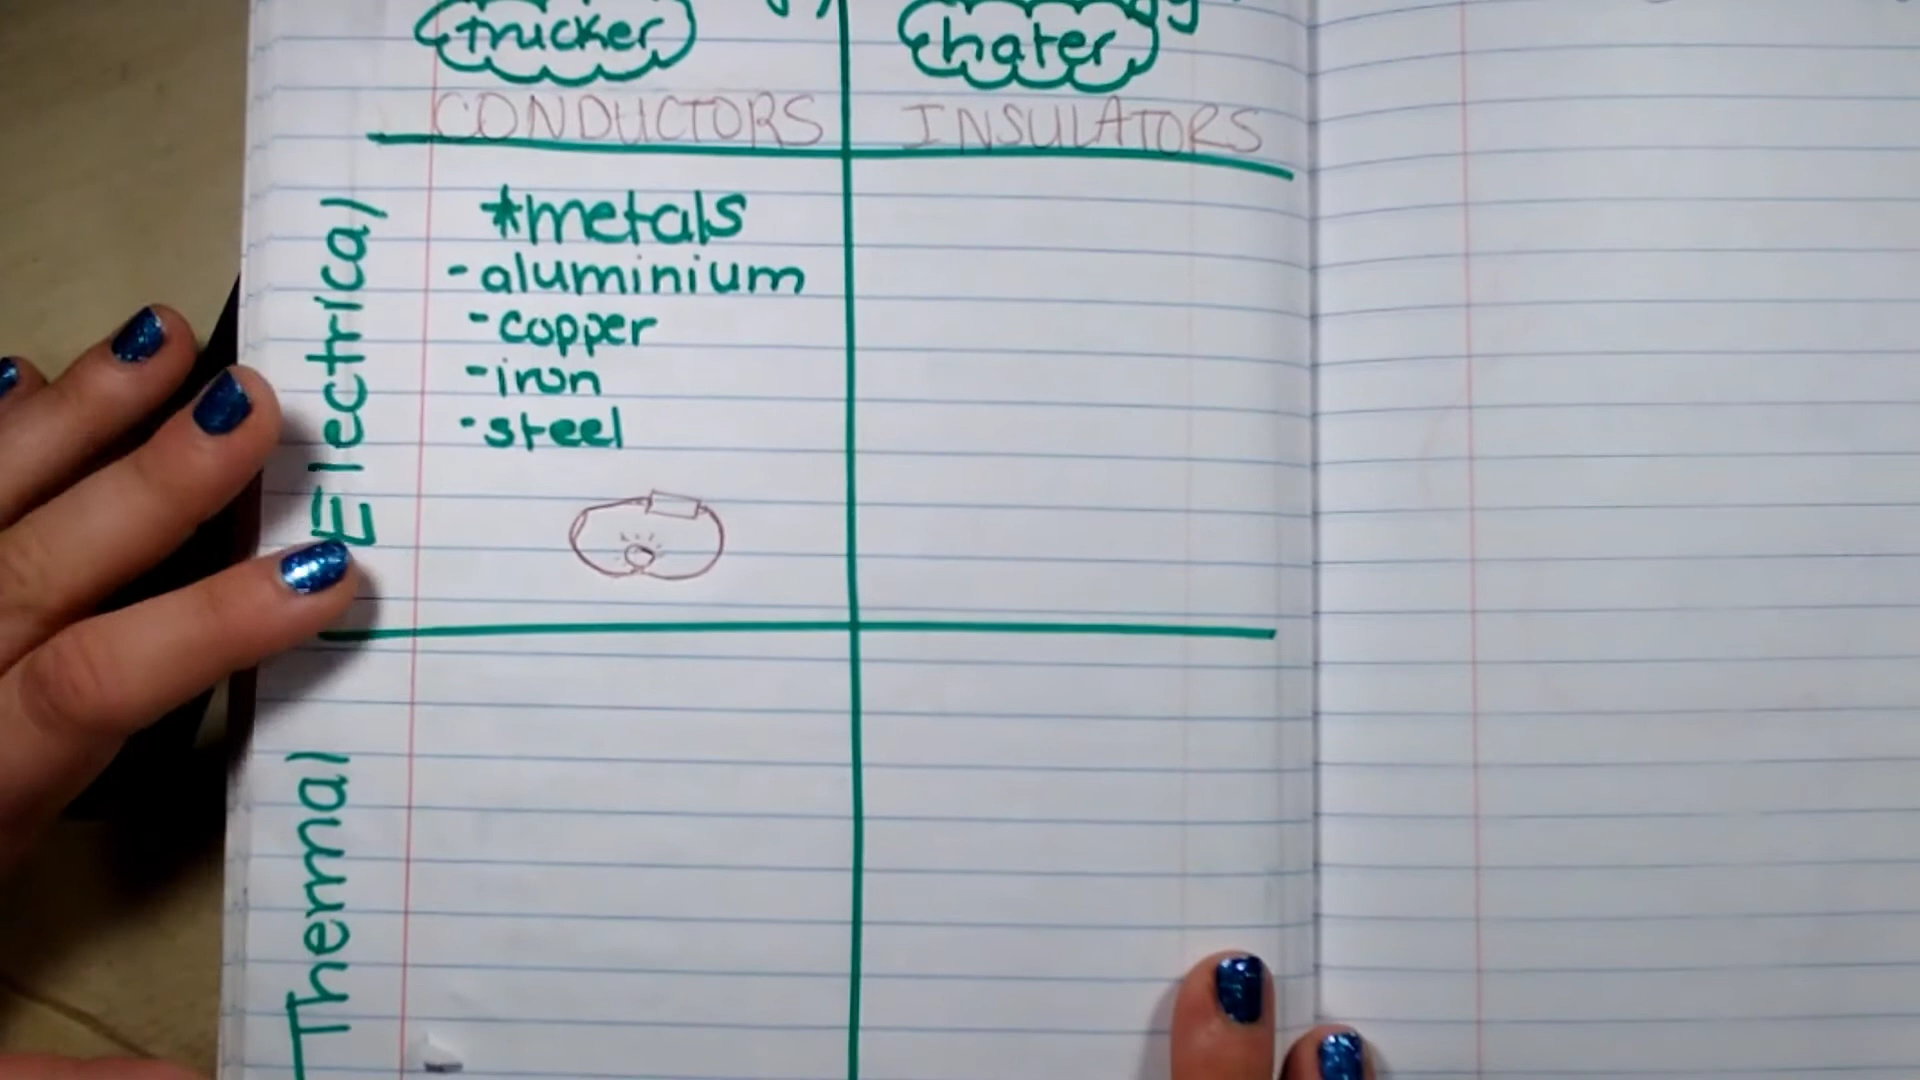 trucker
hater
CONDUCTORS
INSULATORS
Electrical
*metals
-aluminium
-copper
-iron
-steel
Thermal